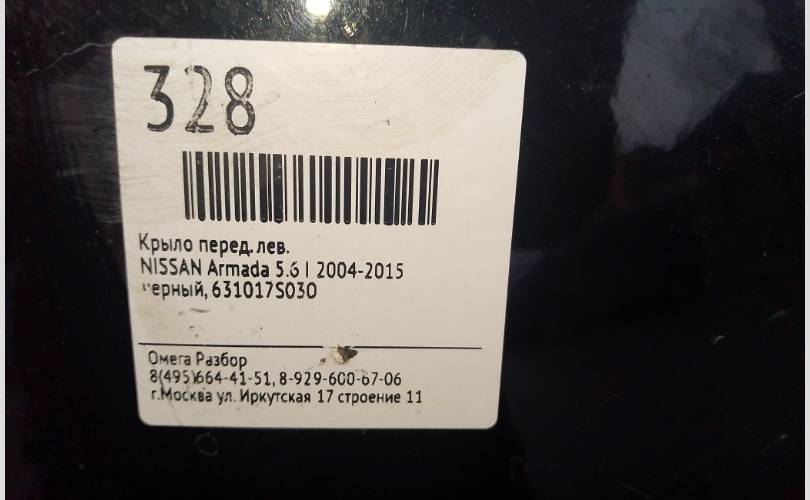 328
Крыло перед. лев.
NISSAN Armada 5.6 I 2004-2015
черный, 631017S030
Омега Разбор
8(495)664-41-51, 8-929-600-67-06
г.Москва ул. Иркутская 17 строение 11